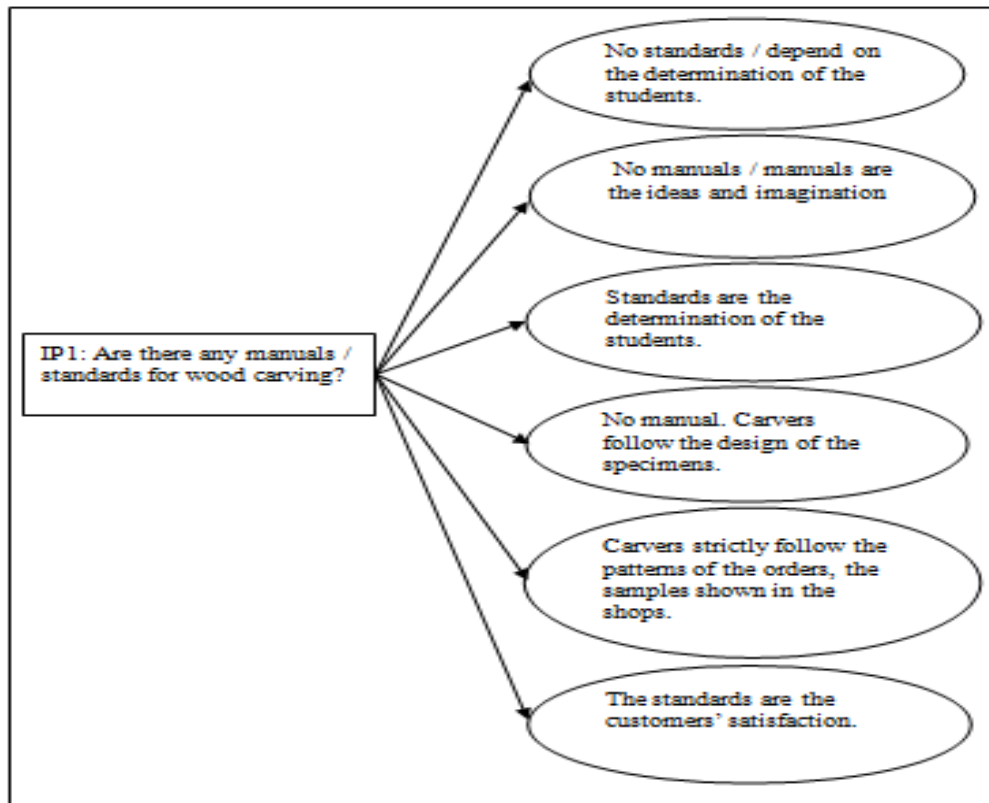 IP1: Are there any manuals /
standards for wood carving?
No standards / depend on
the determination of the
students.
No manuals / manuals are
the ideas and imagination
Standards are the
determination of the
students.
No manual. Carvers
follow the design of the
specimens.
Carvers strictly follow the
patterns of the orders, the
samples shown in the
shops.
The standards are the
customers’ satisfaction.